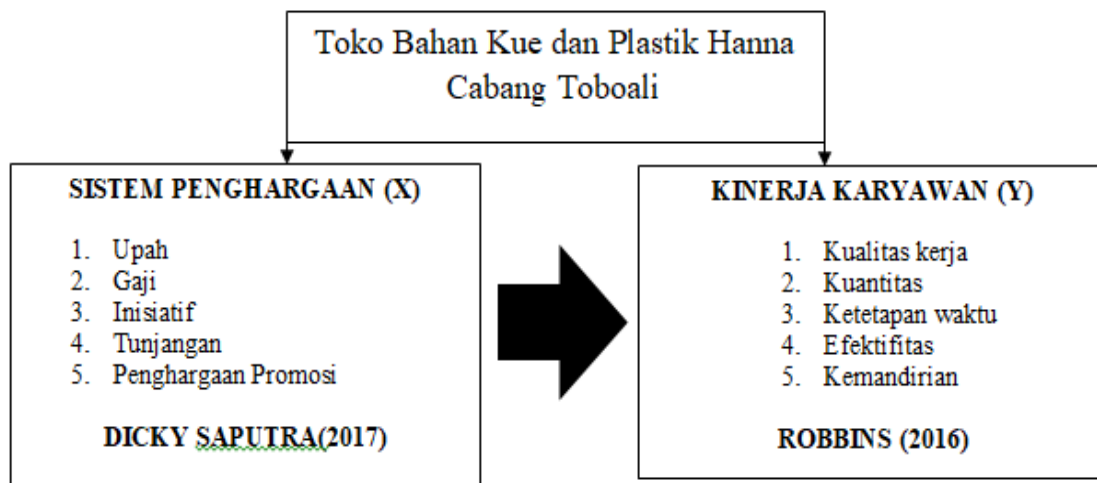 Toko Bahan Kue dan Plastik Hanna
Cabang Toboali
SISTEM PENGHARGAAN (X)
1. Upah
2. Gaji
3. Inisiatif
4. Tunjangan
5. Penghargaan Promosi
DICKY SAPUTRA(2017)
KINERJA KARYAWAN (Y)
1. Kualitas kerja
2. Kuantitas
3. Ketetapan waktu
4. Efektifitas
5. Kemandirian
ROBBINS (2016)